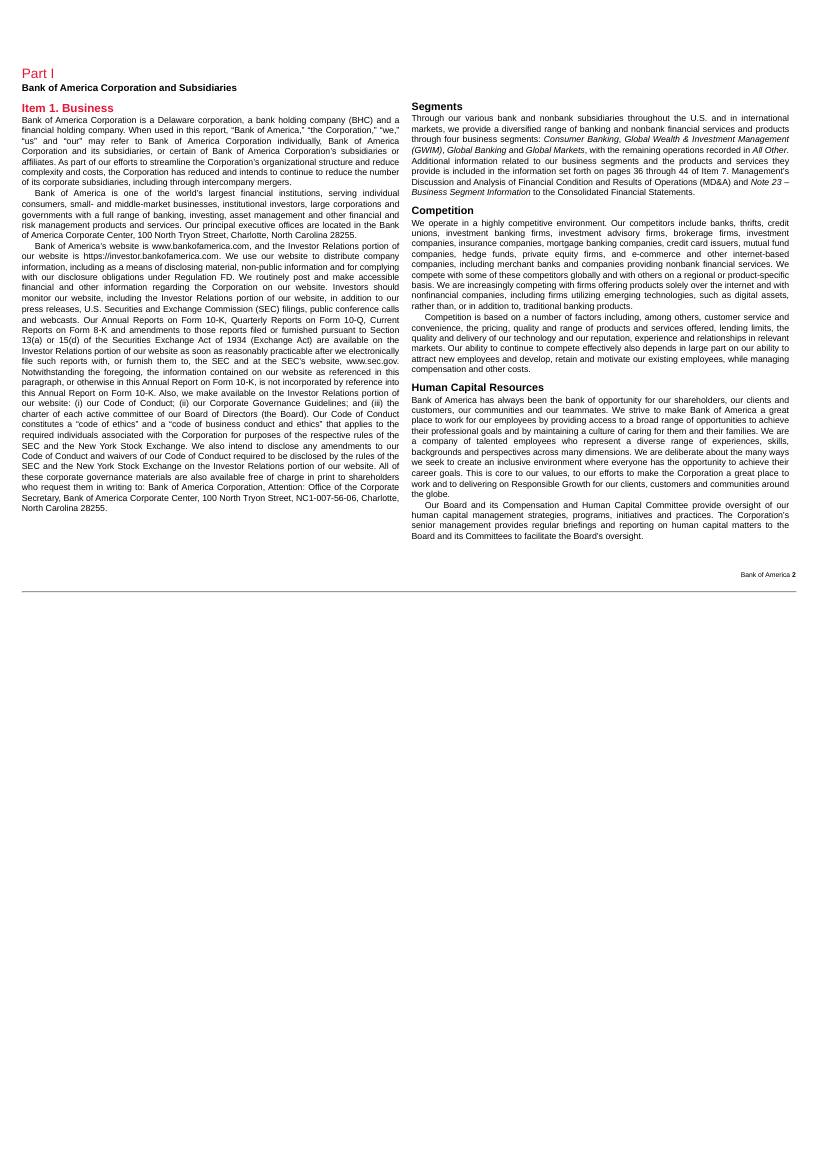 Part I
Bank of America Corporation and Subsidiaries
Item 1. Business
Bank of America Corporation is a Delaware corporation, a bank holding company (BHC) and a
financial holding company. When used in this report, “Bank of America,” “the Corporation,” “we,”
“us” and “our” may refer to Bank of America Corporation individually, Bank of America
Corporation and its subsidiaries, or certain of Bank of America Corporation’s subsidiaries or
affiliates. As part of our efforts to streamline the Corporation’s organizational structure and reduce
complexity and costs, the Corporation has reduced and intends to continue to reduce the number
of its corporate subsidiaries, including through intercompany mergers.
Bank of America is one of the world’s largest financial institutions, serving individual
consumers, small- and middle-market businesses, institutional investors, large corporations and
governments with a full range of banking, investing, asset management and other financial and
risk management products and services. Our principal executive offices are located in the Bank
of America Corporate Center, 100 North Tryon Street, Charlotte, North Carolina 28255.
Bank of America’s website is www.bankofamerica.com, and the Investor Relations portion of
our website is https://investor.bankofamerica.com. We use our website to distribute company
information, including as a means of disclosing material, non-public information and for complying
with our disclosure obligations under Regulation FD. We routinely post and make accessible
financial and other information regarding the Corporation on our website. Investors should
monitor our website, including the Investor Relations portion of our website, in addition to our
press releases, U.S. Securities and Exchange Commission (SEC) filings, public conference calls
and webcasts. Our Annual Reports on Form 10-K, Quarterly Reports on Form 10-Q, Current
Reports on Form 8-K and amendments to those reports filed or furnished pursuant to Section
13(a) or 15(d) of the Securities Exchange Act of 1934 (Exchange Act) are available on the
Investor Relations portion of our website as soon as reasonably practicable after we electronically
file such reports with, or furnish them to, the SEC and at the SEC’s website, www.sec.gov.
Notwithstanding the foregoing, the information contained on our website as referenced in this
paragraph, or otherwise in this Annual Report on Form 10-K, is not incorporated by reference into
this Annual Report on Form 10-K. Also, we make available on the Investor Relations portion of
our website: (i) our Code of Conduct; (ii) our Corporate Governance Guidelines; and (iii) the
charter of each active committee of our Board of Directors (the Board). Our Code of Conduct
constitutes a “code of ethics” and a “code of business conduct and ethics” that applies to the
required individuals associated with the Corporation for purposes of the respective rules of the
SEC and the New York Stock Exchange. We also intend to disclose any amendments to our
Code of Conduct and waivers of our Code of Conduct required to be disclosed by the rules of the
SEC and the New York Stock Exchange on the Investor Relations portion of our website. All of
these corporate governance materials are also available free of charge in print to shareholders
who request them in writing to: Bank of America Corporation, Attention: Office of the Corporate
Secretary, Bank of America Corporate Center, 100 North Tryon Street, NC1-007-56-06, Charlotte,
North Carolina 28255.
Segments
Through our various bank and nonbank subsidiaries throughout the U.S. and in international
markets, we provide a diversified range of banking and nonbank financial services and products
through four business segments: Consumer Banking, Global Wealth & Investment Management
(GWIM), Global Banking and Global Markets, with the remaining operations recorded in All Other.
Additional information related to our business segments and the products and services they
provide is included in the information set forth on pages 36 through 44 of Item 7. Management’s
Discussion and Analysis of Financial Condition and Results of Operations (MD&A) and Note 23 –
Business Segment Information to the Consolidated Financial Statements.
Competition
We operate in a highly competitive environment. Our competitors include banks, thrifts, credit
unions, investment banking firms, investment advisory firms, brokerage firms, investment
companies, insurance companies, mortgage banking companies, credit card issuers, mutual fund
companies, hedge funds, private equity firms, and e-commerce and other internet-based
companies, including merchant banks and companies providing nonbank financial services. We
compete with some of these competitors globally and with others on a regional or product-specific
basis. We are increasingly competing with firms offering products solely over the internet and with
nonfinancial companies, including firms utilizing emerging technologies, such as digital assets,
rather than, or in addition to, traditional banking products.
Competition is based on a number of factors including, among others, customer service and
convenience, the pricing, quality and range of products and services offered, lending limits, the
quality and delivery of our technology and our reputation, experience and relationships in relevant
markets. Our ability to continue to compete effectively also depends in large part on our ability to
attract new employees and develop, retain and motivate our existing employees, while managing
compensation and other costs.
Human Capital Resources
Bank of America has always been the bank of opportunity for our shareholders, our clients and
customers, our communities and our teammates. We strive to make Bank of America a great
place to work for our employees by providing access to a broad range of opportunities to achieve
their professional goals and by maintaining a culture of caring for them and their families. We are
a company of talented employees who represent a diverse range of experiences, skills,
backgrounds and perspectives across many dimensions. We are deliberate about the many ways
we seek to create an inclusive environment where everyone has the opportunity to achieve their
career goals. This is core to our values, to our efforts to make the Corporation a great place to
work and to delivering on Responsible Growth for our clients, customers and communities around
the globe.
Our Board and its Compensation and Human Capital Committee provide oversight of our
human capital management strategies, programs, initiatives and practices. The Corporation’s
senior management provides regular briefings and reporting on human capital matters to the
Board and its Committees to facilitate the Board’s oversight.
Bank of America 2